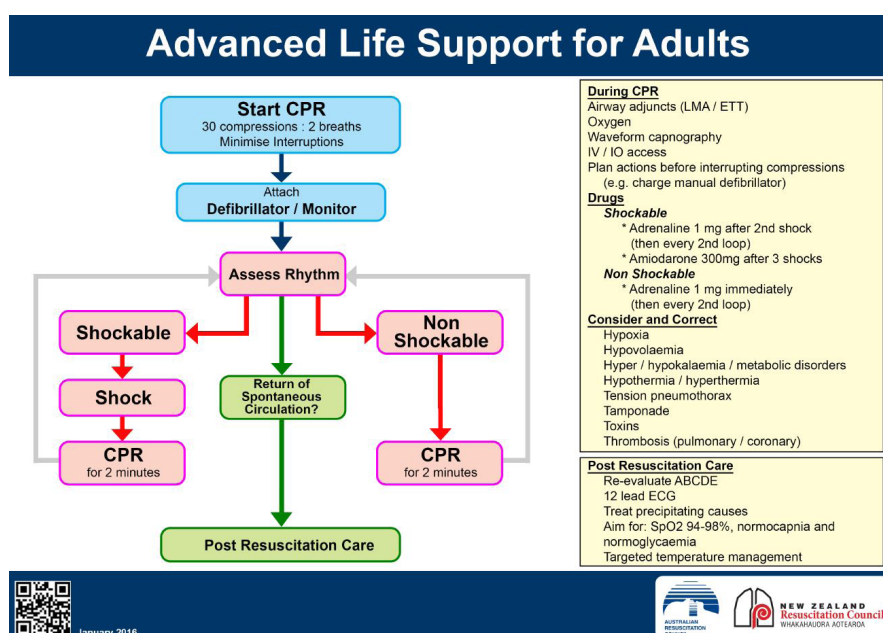 Advanced Life Support for Adults
Start CPR
30 compressions : 2 breaths
Minimise Interruptions
Attach
Defibrillator / Monitor
Assess Rhythm
Shockable
Non
Shockable
Shock
Return of
Spontaneous
Circulation?
CPR
for 2 minutes
CPR
for 2 minutes
Post Resuscitation Care
During CPR
Airway adjuncts (LMA / ETT)
Oxygen
Waveform capnography
IV / IO access
Plan actions before interrupting compressions
(e.g. charge manual defibrillator)
Drugs
Shockable
* Adrenaline 1 mg after 2nd shock
(then every 2nd loop)
* Amiodarone 300mg after 3 shocks
Non Shockable
* Adrenaline 1 mg immediately
(then every 2nd loop)
Consider and Correct
Hypoxia
Hypovolaemia
Hyper / hypokalaemia / metabolic disorders
Hypothermia / hyperthermia
Tension pneumothorax
Tamponade
Toxins
Thrombosis (pulmonary / coronary)
Post Resuscitation Care
Re-evaluate ABCDE
12 lead ECG
Treat precipitating causes
Aim for: SpO2 94-98%, normocapnia and
normoglycaemia
Targeted temperature management
January 2016
AUSTRALIAN
RESUSCITATION
NEW ZEALAND
Resuscitation Council
WHAKAHAUORA AOTEAROA